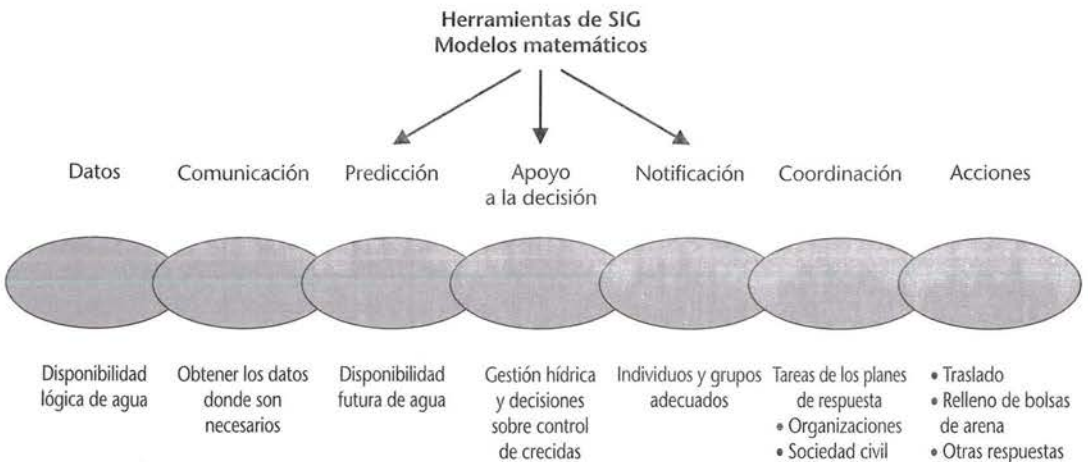 Herramientas de SIG
Modelos matemáticos
Datos
Comunicación
Predicción
Apoyo
a la decisión
Notificación
Coordinación
Acciones
Disponibilidad
lógica de agua
Obtener los datos
donde son
necesarios
Disponibilidad
futura de agua
Gestión hídrica
y decisiones
sobre control
de crecidas
Individuos y grupos
adecuados
Tareas de los planes
de respuesta
• Organizaciones
• Sociedad civil
• Traslado
• Relleno de bolsas
de arena
• Otras respuestas